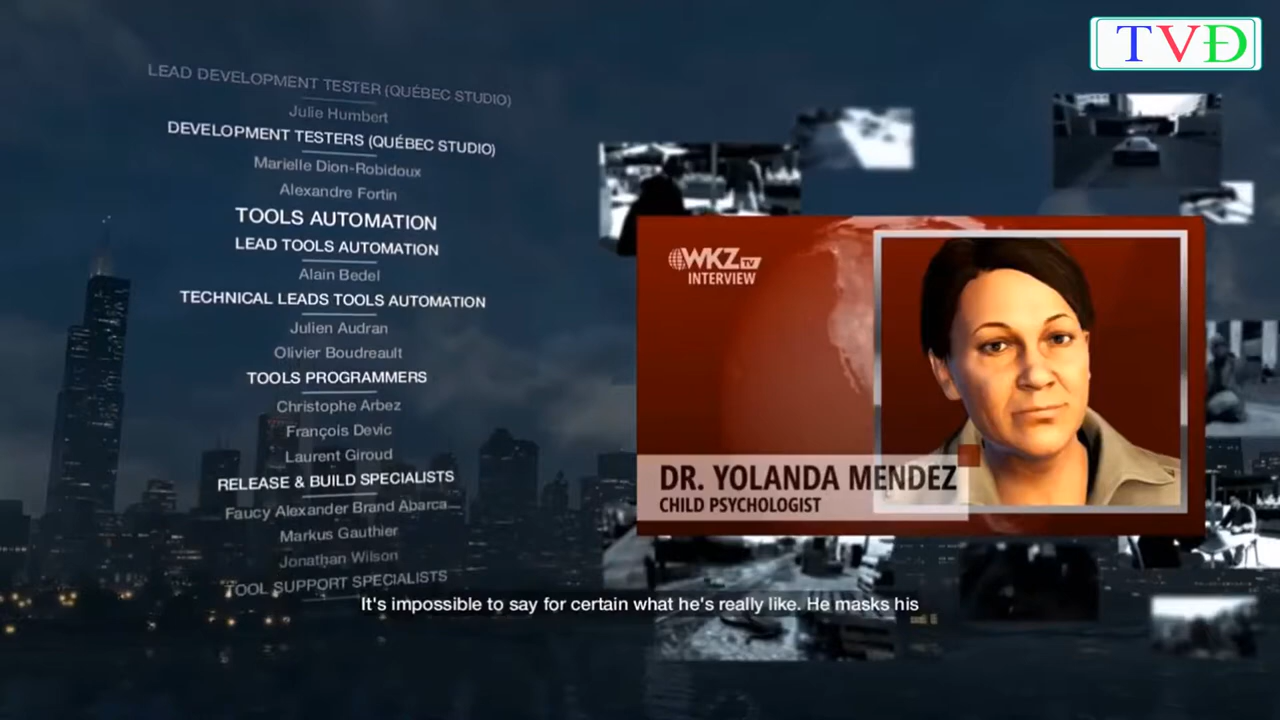 TVĐ
LEAD DEVELOPMENT TESTER (QUÉBEC STUDIO)
Julie Humbert
DEVELOPMENT TESTERS (QUÉBEC STUDIO)
Marielle Dion-Robidoux
Alexandre Fortin
TOOLS AUTOMATION
LEAD TOOLS AUTOMATION
Alain Bedel
TECHNICAL LEADS TOOLS AUTOMATION
Julien Audran
Olivier Boudreault
TOOLS PROGRAMMERS
Christophe Arbez
François Devic
Laurent Giroud
RELEASE & BUILD SPECIALISTS
Faucy Alexander Brand Abarca
Markus Gauthier
Jonathan Wilson
TOOL SUPPORT SPECIALISTS
WKZ TV
INTERVIEW
DR. YOLANDA MENDEZ
CHILD PSYCHOLOGIST
It's impossible to say for certain what he's really like. He masks his